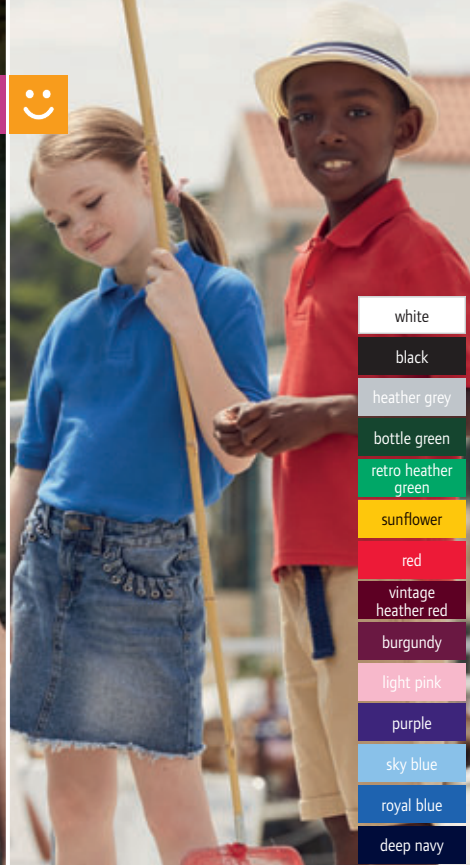 white
black
heather grey
bottle green
retro heather
green
sunflower
red
vintage
heather red
burgundy
light pink
purple
sky blue
royal blue
deep navy